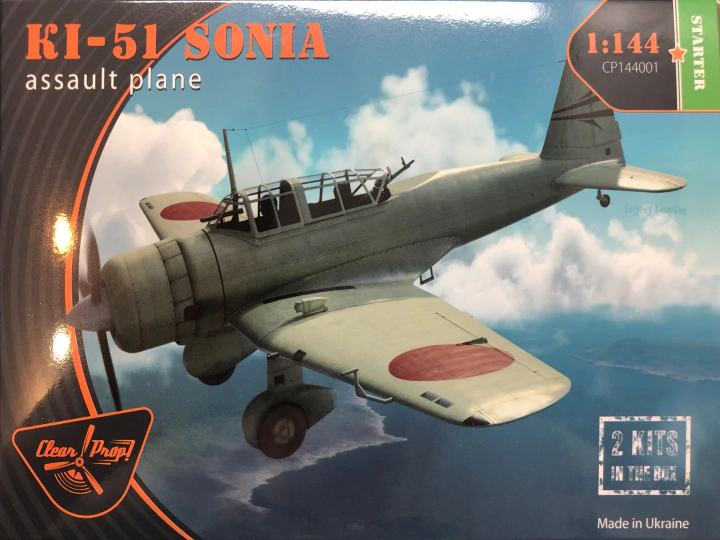 KI-51 SONIA
assault plane
1:144
CP144001
STARTER
Clear Prop!
2 KITS
IN THE BOX
Made in Ukraine